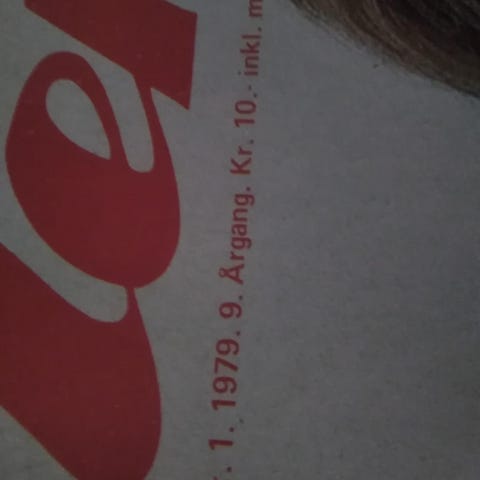 r. 1. 1979. 9. Årgang. Kr. 10.- inkl. m